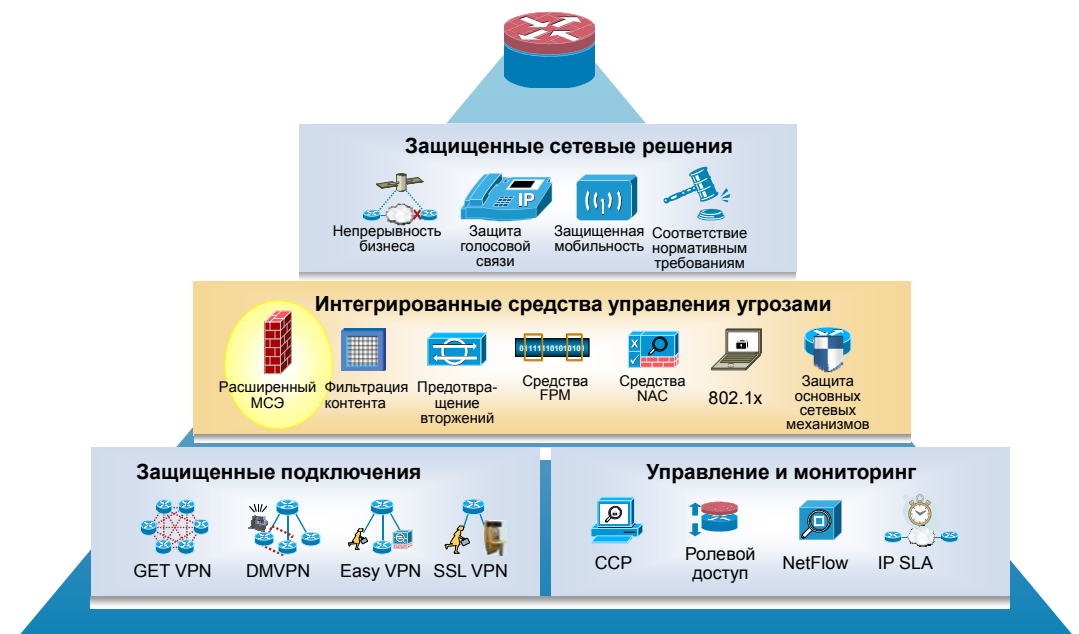 Защищенные сетевые решения
IP
Непрерывность
бизнеса
Защита
голосовой
связи
Защищенная
мобильность
Соответствие
нормативным
требованиям
Интегрированные средства управления угрозами
Расширенный
МСЭ
Фильтрация
контента
Предотвра-
щение
вторжений
Средства
FPM
Средства
NAC
802.1x
Защита
основных
сетевых
механизмов
Защищенные подключения
GET VPN
DMVPN
Easy VPN
SSL VPN
Управление и мониторинг
CCP
Ролевой
доступ
NetFlow
IP SLA